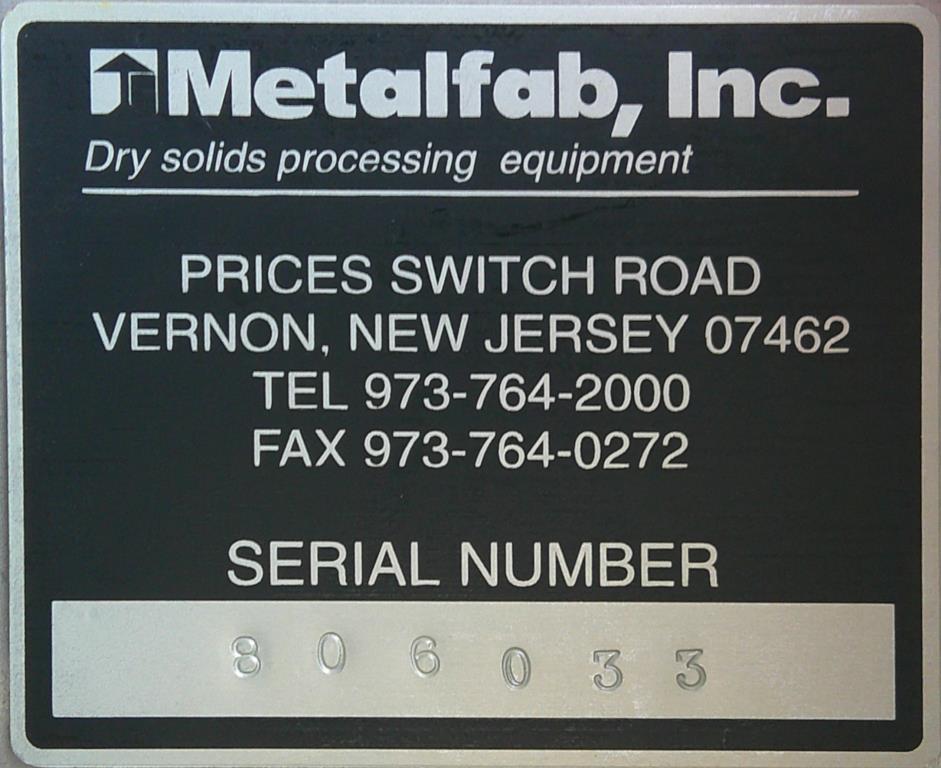 Metalfab, Inc.
Dry solids processing equipment
PRICES SWITCH ROAD
VERNON, NEW JERSEY 07462
TEL 973-764-2000
FAX 973-764-0272
SERIAL NUMBER
806033